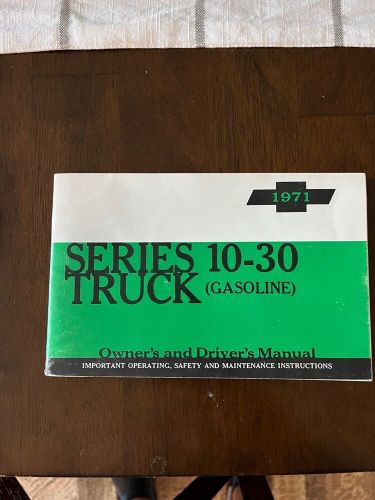 1971
SERIES 10-30
TRUCK (GASOLINE)
Owner's and Driver's Manual
IMPORTANT OPERATING, SAFETY AND MAINTENANCE INSTRUCTIONS